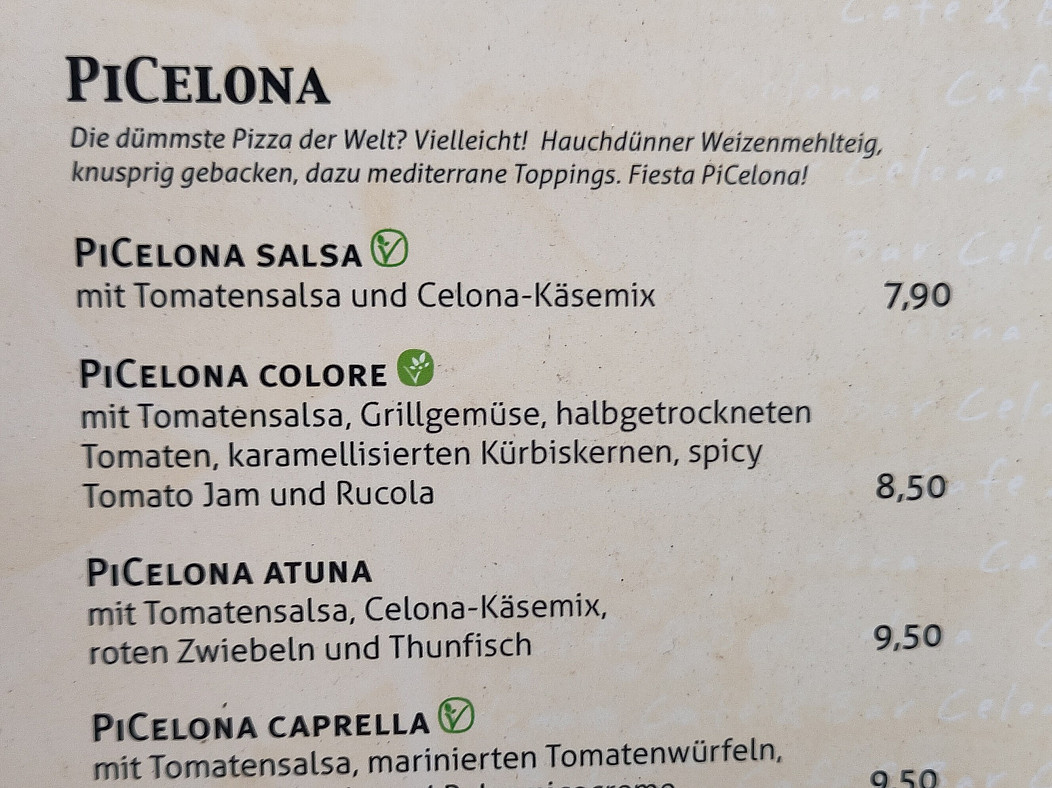 PiCelona
Die dümmste Pizza der Welt? Vielleicht! Hauchdünner Weizenmehlteig,
knusprig gebacken, dazu mediterrane Toppings. Fiesta PiCelona!
PiCelona salsa
mit Tomatensalsa und Celona-Käsemix 7,90
PiCelona colore
mit Tomatensalsa, Grillgemüse, halbgetrockneten
Tomaten, karamellisierten Kürbiskernen, spicy
Tomato Jam und Rucola 8,50
PiCelona atuna
mit Tomatensalsa, Celona-Käsemix,
roten Zwiebeln und Thunfisch 9,50
PiCelona caprella
mit Tomatensalsa, marinierten Tomatenwürfeln,
9,50